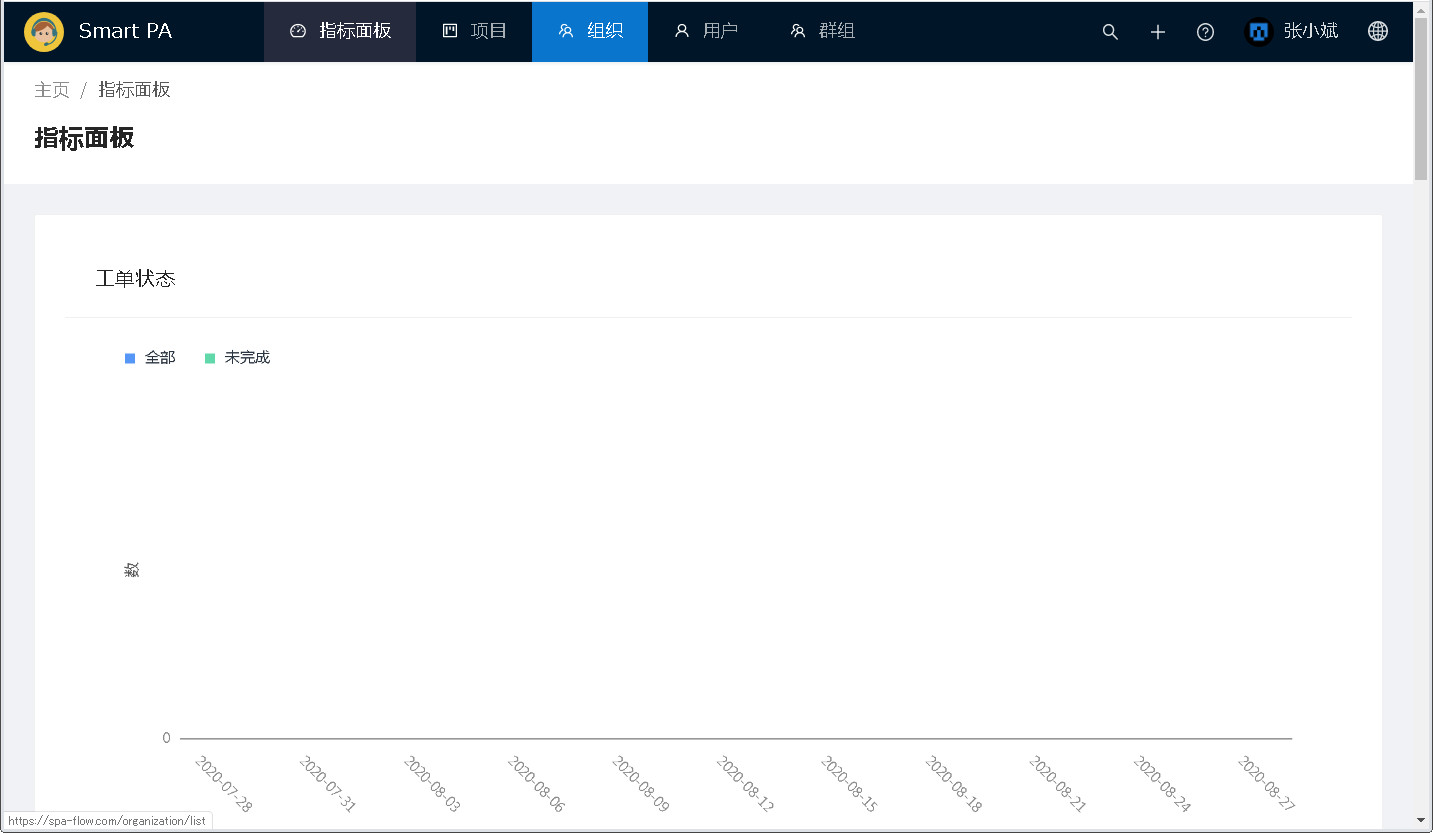 Smart PA 指标面板 项目 组织 用户 群组 张小斌
主页 / 指标面板
指标面板
工单状态
全部 未完成
数
0
2020-07-28 2020-07-31 2020-08-03 2020-08-06 2020-08-09 2020-08-12 2020-08-15 2020-08-18 2020-08-21 2020-08-24 2020-08-27
https://spa-flow.com/organization/list